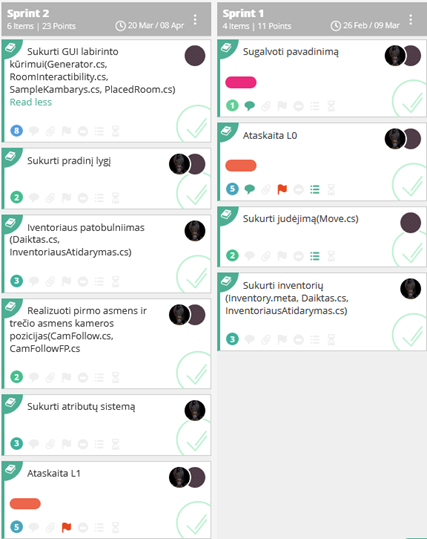 Sprint 2
6 Items | 23 Points
20 Mar / 08 Apr
Sukurti GUI labirinto
kūrimui(Generator.cs,
RoomInteractibility.cs,
SampleKambarys.cs, PlacedRoom.cs)
Read less
8
Sukurti pradinį lygį
2
Iventoriaus patobulniimas
(Daiktas.cs,
InventoriausAtidarymas.cs)
3
Realizuoti pirmo asmens ir
trečio asmens kameros
pozicijas(CamFollow.cs,
CamFollowFP.cs
2
Sukurti atributų sistemą
3
Ataskaita L1
5
Sprint 1
4 Items | 11 Points
26 Feb / 09 Mar
Sugalvoti pavadinimą
1
Ataskaita L0
5
Sukurti judėjimą(Move.cs)
2
Sukurti inventorių
(Inventory.meta, Daiktas.cs,
InventoriausAtidarymas.cs)
3